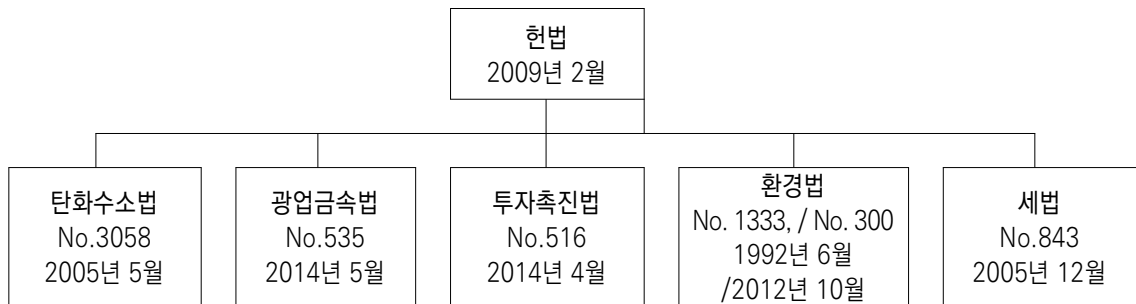 헌법
2009년 2월
탄화수소법
No.3058
2005년 5월
광업금속법
No.535
2014년 5월
투자촉진법
No.516
2014년 4월
환경법
No. 1333, / No. 300
1992년 6월
/2012년 10월
세법
No.843
2005년 12월